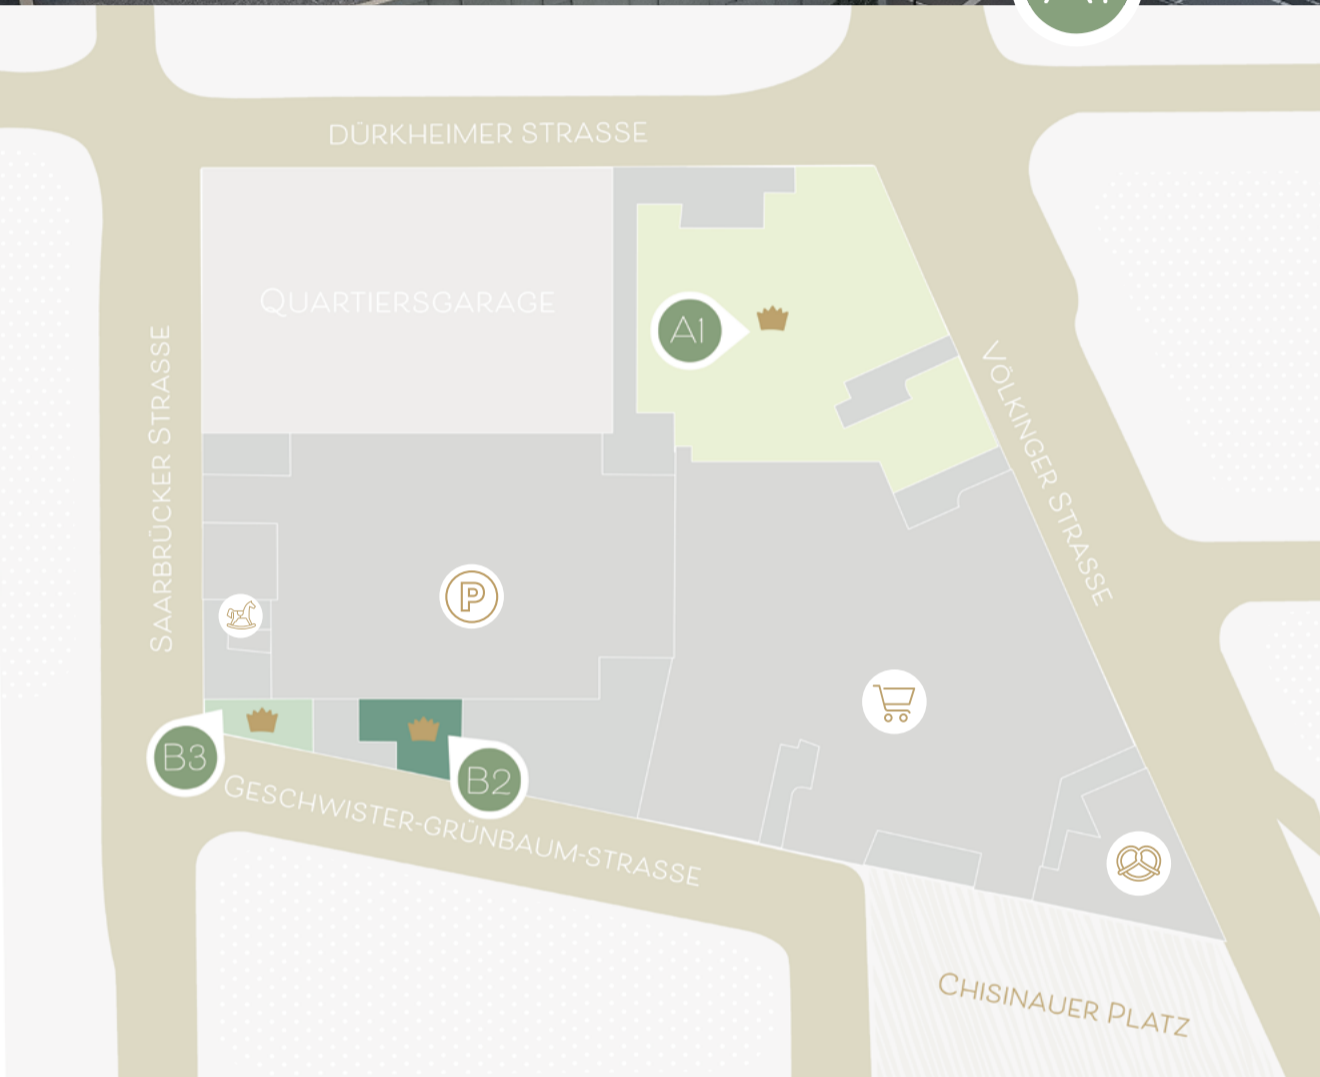 DÜRKHEIMER STRASSE
QUARTIERSGARAGE
A1
VÖLKINGER STRASSE
SAARBRÜCKER STRASSE
P
B3
B2
GESCHWISTER-GRÜNBAUM-STRASSE
CHISINAUER PLATZ